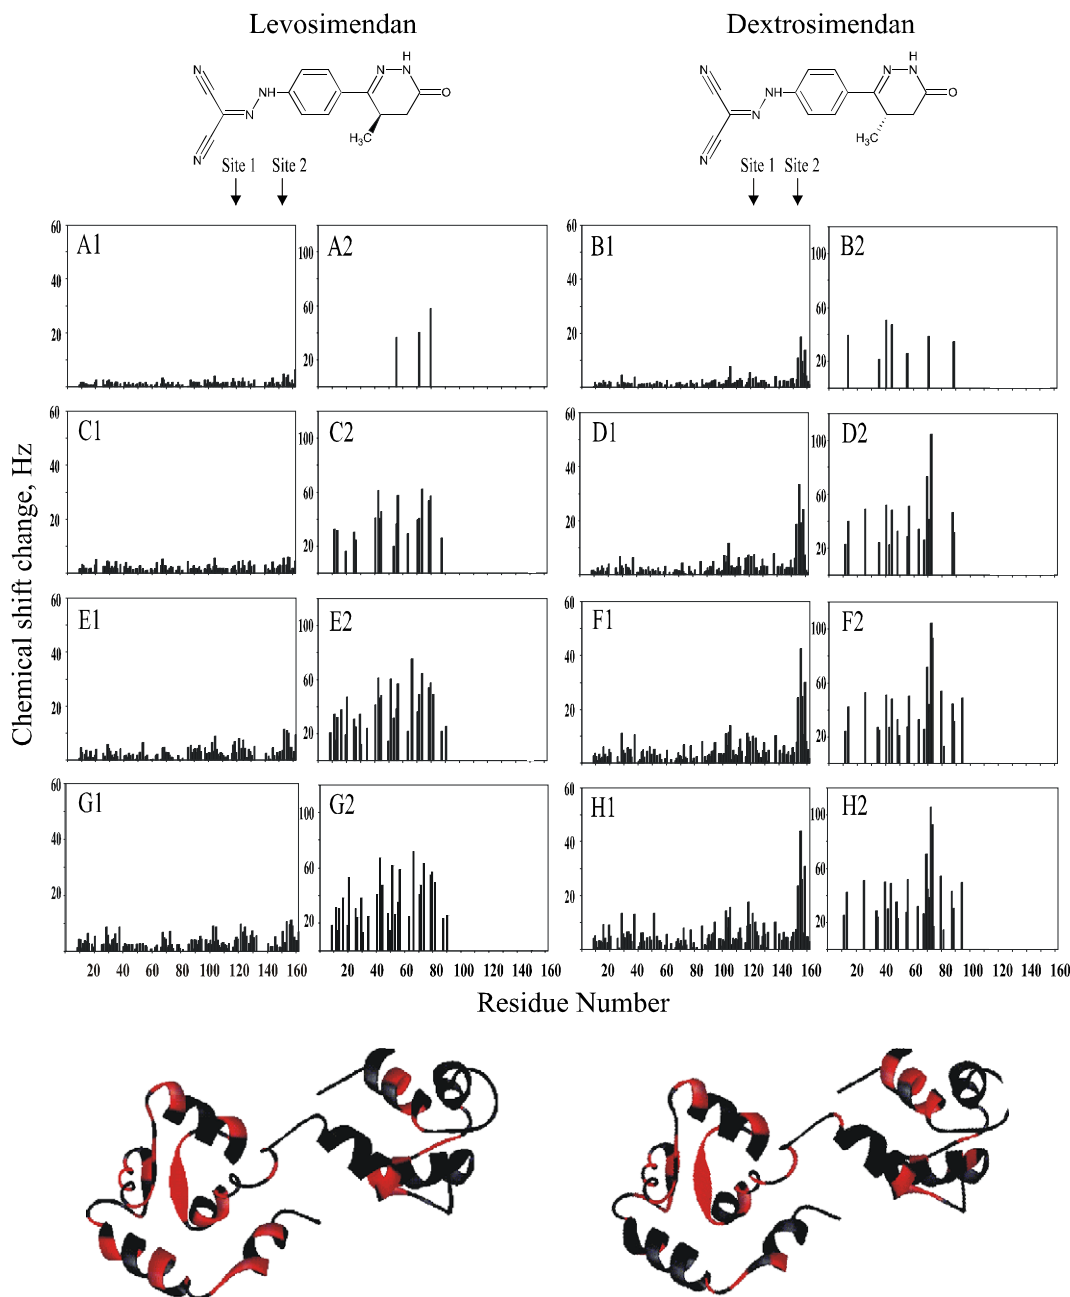 Levosimendan Dextrosimendan
H H
N N NH N N NH
NH O NH O
N N
H₃C H₃C
N N
Site 1 Site 2 Site 1 Site 2
60 A1 A2 60 B1 B2
100 100
40 40
60 60
20 20 20 20
60 C1 C2 60 D1 D2
100 100
40 40
60 60
20 20 20 20
60 E1 E2 60 F1 F2
100 100
40 40
60 60
20 20 20 20
60 G1 G2 60 H1 H2
100 100
40 40
60 60
20 20 20 20
Chemical shift change, Hz
20 40 60 80 100 120 140 160 20 40 60 80 100 120 140 160 20 40 60 80 100 120 140 160 20 40 60 80 100 120 140 160
Residue Number